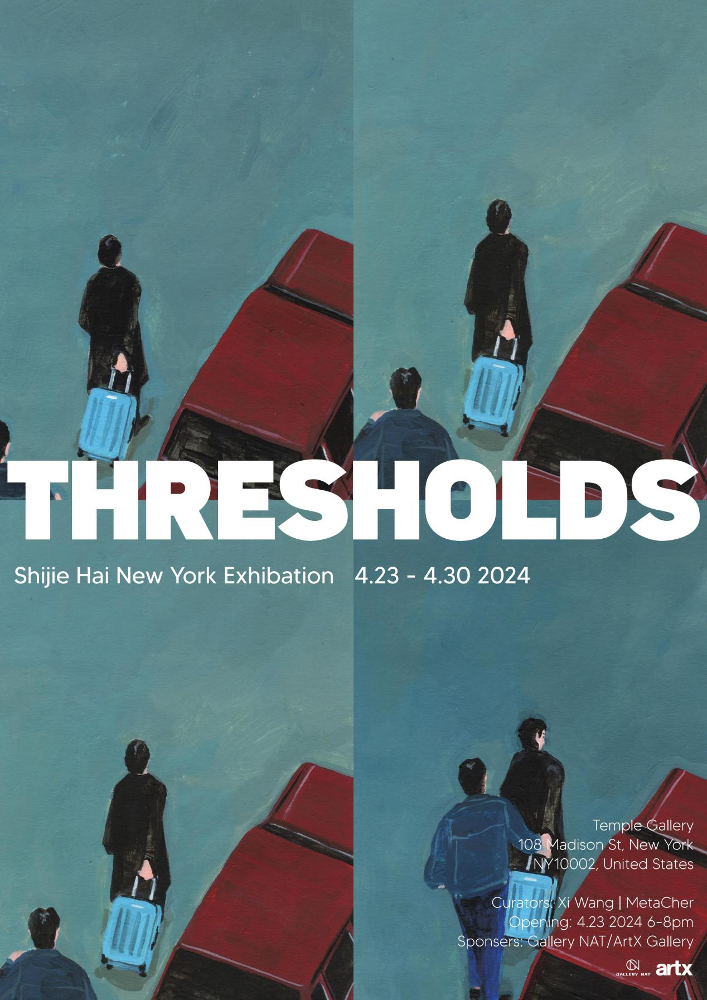 THRESHOLDS
Shijie Hai New York Exhibation 4.23 - 4.30 2024
Temple Gallery
108 Madison St, New York
NY10002, United States
Curators: Xi Wang | MetaCher
Opening: 4.23 2024 6-8pm
Sponsers: Gallery NAT/ArtX Gallery
GALLERY NAT artx